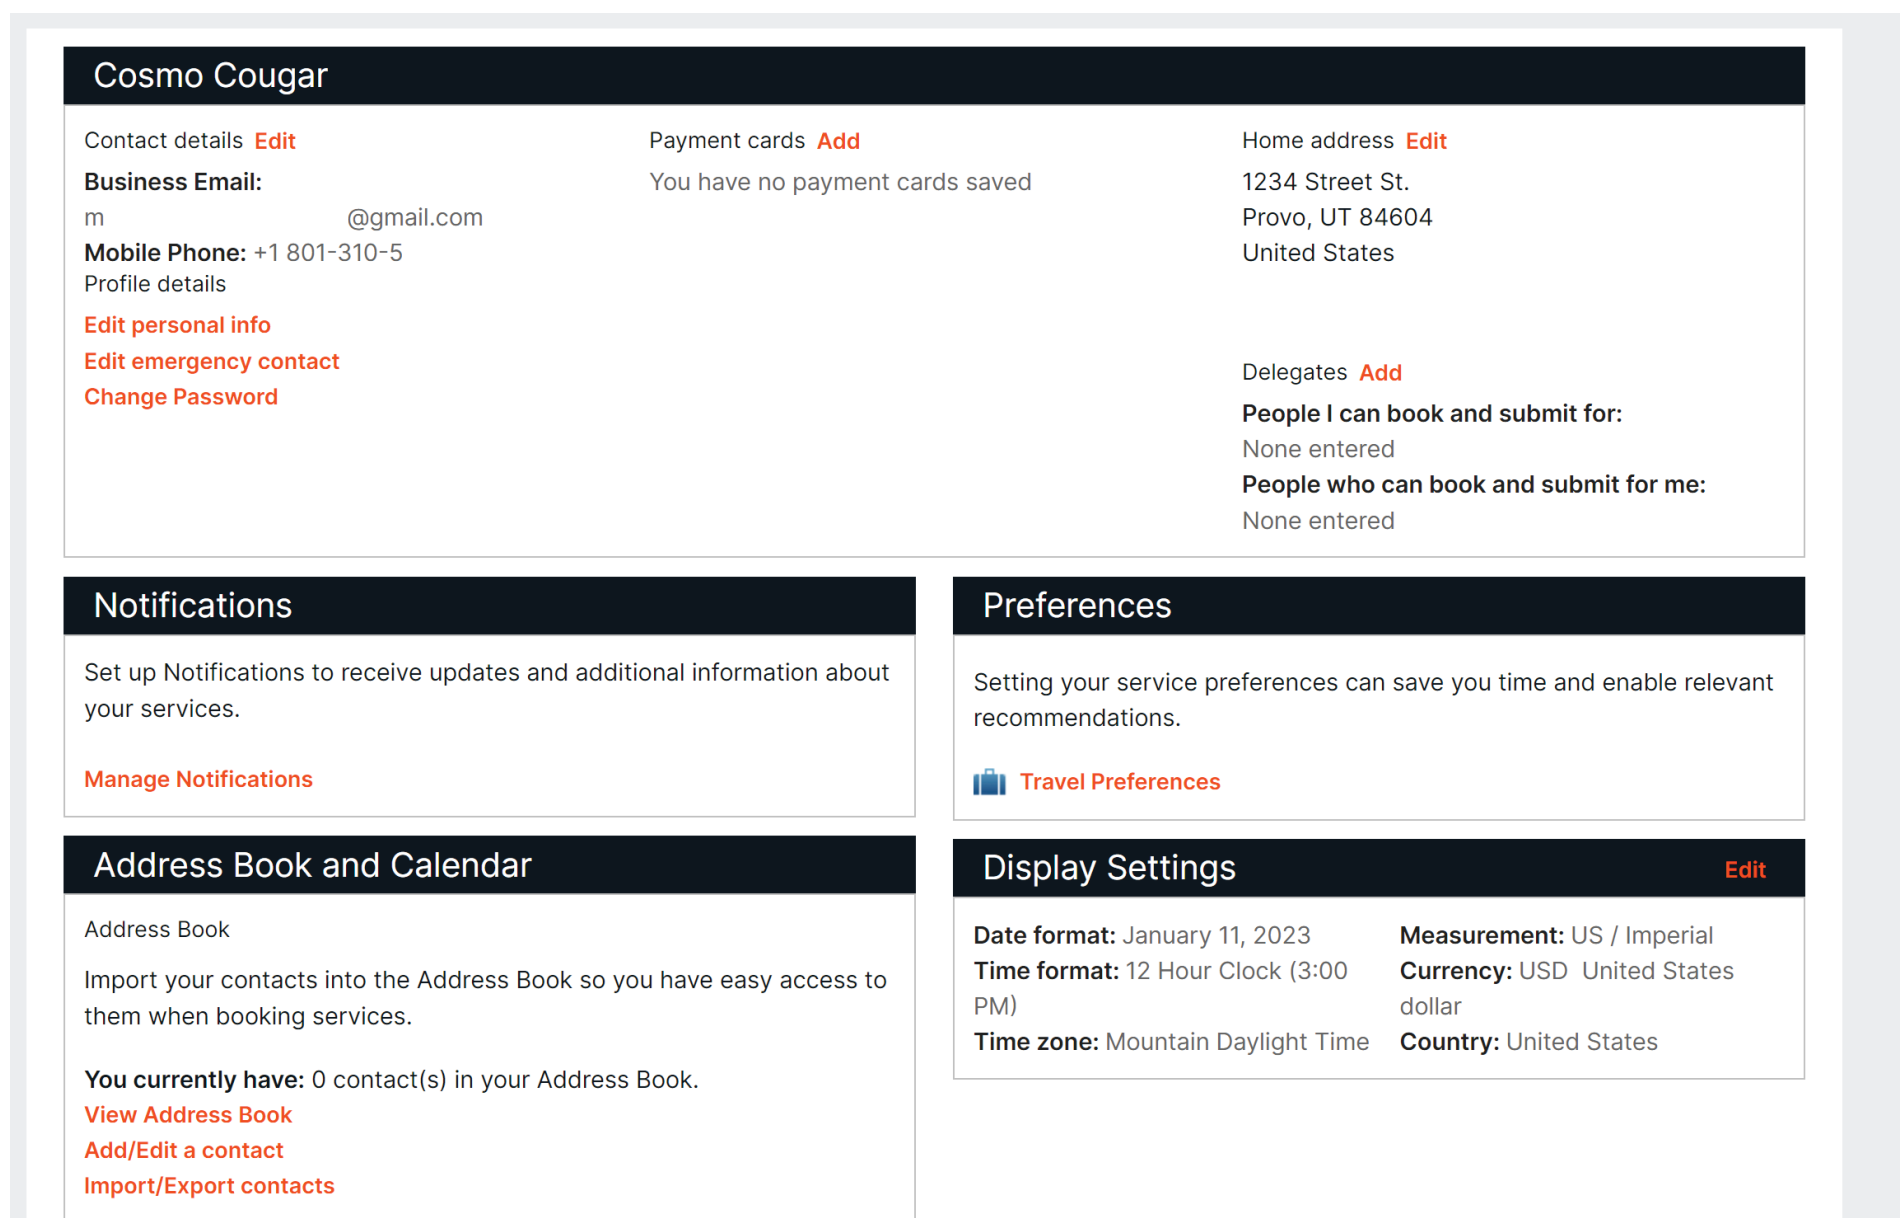 Cosmo Cougar
Contact details Edit
Business Email:
m @gmail.com
Mobile Phone: +1 801-310-5
Profile details
Edit personal info
Edit emergency contact
Change Password
Payment cards Add
You have no payment cards saved
Home address Edit
1234 Street St.
Provo, UT 84604
United States
Delegates Add
People I can book and submit for:
None entered
People who can book and submit for me:
None entered
Notifications
Set up Notifications to receive updates and additional information about
your services.
Manage Notifications
Preferences
Setting your service preferences can save you time and enable relevant
recommendations.
Travel Preferences
Address Book and Calendar
Address Book
Import your contacts into the Address Book so you have easy access to
them when booking services.
You currently have: 0 contact(s) in your Address Book.
View Address Book
Add/Edit a contact
Import/Export contacts
Display Settings Edit
Date format: January 11, 2023
Time format: 12 Hour Clock (3:00
PM)
Time zone: Mountain Daylight Time
Measurement: US / Imperial
Currency: USD United States
dollar
Country: United States